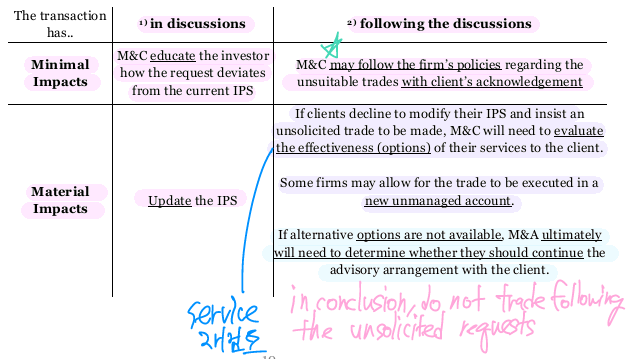 The transaction
has..
¹⁾ in discussions
²⁾ following the discussions
Minimal
Impacts
M&C educate the investor
how the request deviates
from the current IPS
M&C may follow the firm's policies regarding the
unsuitable trades with client's acknowledgement
Material
Impacts
Update the IPS
If clients decline to modify their IPS and insist an
unsolicited trade to be made, M&C will need to evaluate
the effectiveness (options) of their services to the client.
Some firms may allow for the trade to be executed in a
new unmanaged account.
If alternative options are not available, M&A ultimately
will need to determine whether they should continue the
advisory arrangement with the client.
service
재검토
in conclusion, do not trade following
the unsolicited requests